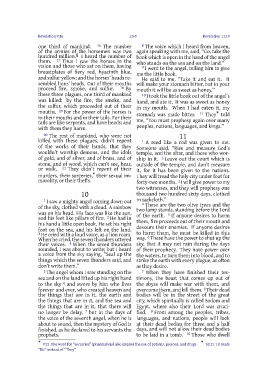 Revelation 9:16
Revelation 11:9
one third of mankind. 16 The number
of the armies of the horsemen was two
hundred million. I heard the number of
them. 17 Thus I saw the horses in the
vision and those who sat on them, having
breastplates of fiery red, hyacinth blue,
and sulfur yellow; and the horses' heads re-
sembled lions' heads. Out of their mouths
proceed fire, smoke, and sulfur. 18 By
these three plagues, one third of mankind
was killed: by the fire, the smoke, and
the sulfur, which proceeded out of their
mouths. 19 For the power of the horses is
in their mouths and in their tails. For their
tails are like serpents, and have heads; and
with them they harm.
20 The rest of mankind, who were not
killed with these plagues, didn't repent
of the works of their hands, that they
wouldn't worship demons, and the idols
of gold, and of silver, and of brass, and of
stone, and of wood, which can't see, hear,
or walk. 21 They didn't repent of their
murders, their sorceries, their sexual im-
morality, or their thefts.
10
1 I saw a mighty angel coming down out
of the sky, clothed with a cloud. A rainbow
was on his head. His face was like the sun,
and his feet like pillars of fire. 2 He had in
his hand a little open book. He set his right
foot on the sea, and his left on the land.
3 He cried with a loud voice, as a lion roars.
When he cried, the seven thunders uttered
their voices. 4 When the seven thunders
sounded, I was about to write; but I heard
a voice from the sky saying, "Seal up the
things which the seven thunders said, and
don't write them."
5 The angel whom I saw standing on the
sea and on the land lifted up his right hand
to the sky 6 and swore by him who lives
forever and ever, who created heaven and
the things that are in it, the earth and
the things that are in it, and the sea and
the things that are in it, that there will
no longer be delay, 7 but in the days of
the voice of the seventh angel, when he is
about to sound, then the mystery of God is
finished, as he declared to his servants the
prophets.
8 The voice which I heard from heaven,
again speaking with me, said, "Go, take the
book which is open in the hand of the angel
who stands on the sea and on the land."
9 I went to the angel, telling him to give
me the little book.
He said to me, "Take it and eat it. It
will make your stomach bitter, but in your
mouth it will be as sweet as honey."
10 I took the little book out of the angel's
hand, and ate it. It was as sweet as honey
in my mouth. When I had eaten it, my
stomach was made bitter. 11 They told
me, "You must prophesy again over many
peoples, nations, languages, and kings."
11
1 A reed like a rod was given to me.
Someone said, "Rise and measure God's
temple, and the altar, and those who wor-
ship in it. 2 Leave out the court which is
outside of the temple, and don't measure
it, for it has been given to the nations.
They will tread the holy city under foot for
forty-two months. 3 I will give power to my
two witnesses, and they will prophesy one
thousand two hundred sixty days, clothed
in sackcloth."
4 These are the two olive trees and the
two lamp stands, standing before the Lord
of the earth. 5 If anyone desires to harm
them, fire proceeds out of their mouth and
devours their enemies. If anyone desires
to harm them, he must be killed in this
way. 6 These have the power to shut up the
sky, that it may not rain during the days
of their prophecy. They have power over
the waters, to turn them into blood, and to
strike the earth with every plague, as often
as they desire.
7 When they have finished their tes-
timony, the beast that comes up out of
the abyss will make war with them, and
overcome them, and kill them. 8 Their dead
bodies will be in the street of the great
city, which spiritually is called Sodom and
Egypt, where also their Lord was cruci-
fied. 9 From among the peoples, tribes,
languages, and nations, people will look
at their dead bodies for three and a half
days, and will not allow their dead bodies
to be laid in a tomb. 10 Those who dwell